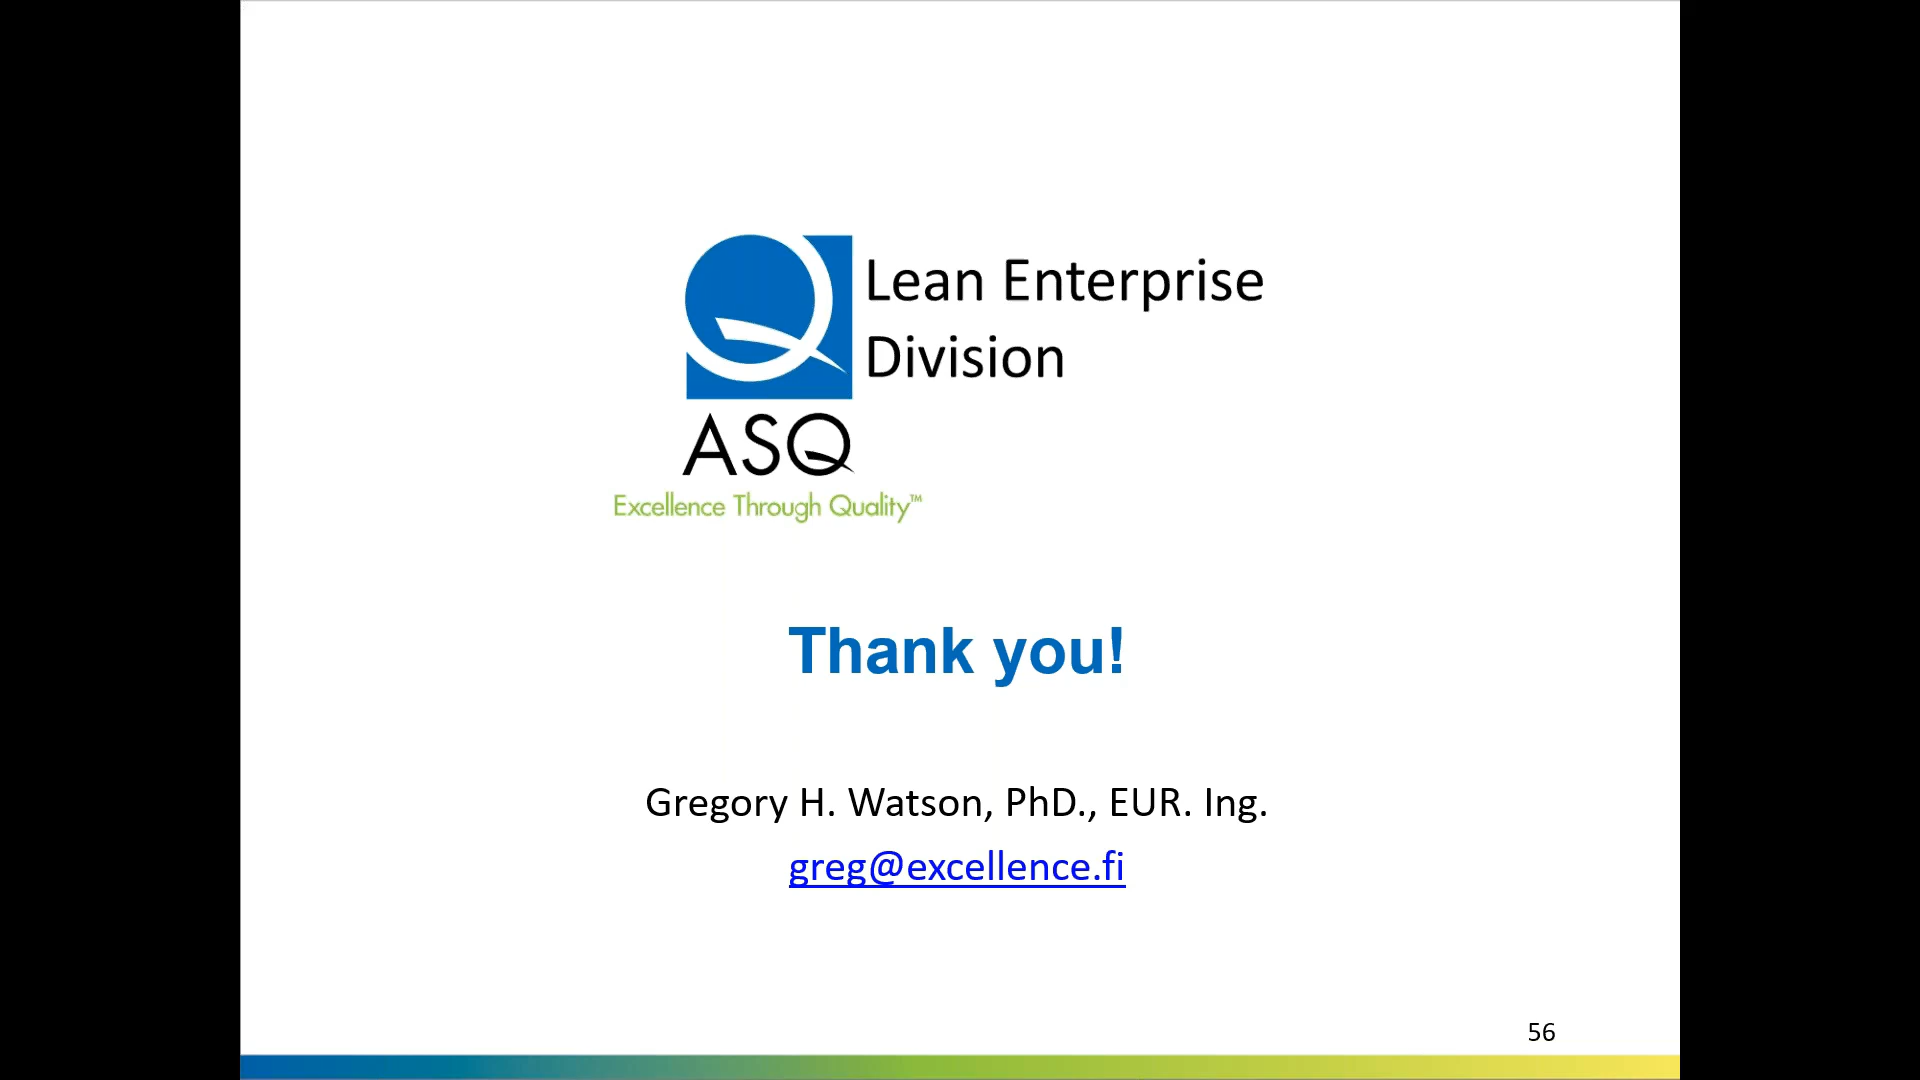 Lean Enterprise
Division
ASQ
Excellence Through Quality™
Thank you!
Gregory H. Watson, PhD., EUR. Ing.
greg@excellence.fi
56